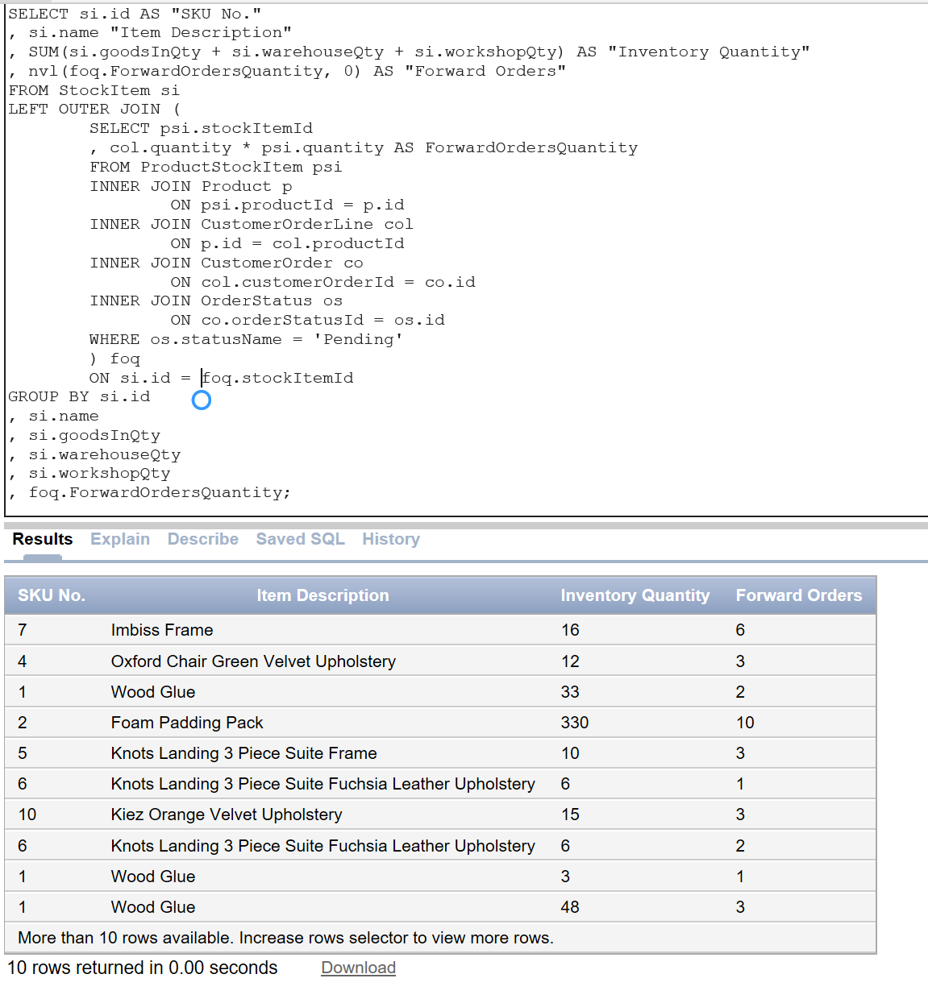 SELECT si.id AS "SKU No."
, si.name "Item Description"
, SUM(si.goodsInQty + si.warehouseQty + si.workshopQty) AS "Inventory Quantity"
, nvl(foq.ForwardOrdersQuantity, 0) AS "Forward Orders"
FROM StockItem si
LEFT OUTER JOIN (
SELECT psi.stockItemId
, col.quantity * psi.quantity AS ForwardOrdersQuantity
FROM ProductStockItem psi
INNER JOIN Product p
ON psi.productId = p.id
INNER JOIN CustomerOrderLine col
ON p.id = col.productId
INNER JOIN CustomerOrder co
ON col.customerOrderId = co.id
INNER JOIN OrderStatus os
ON co.orderStatusId = os.id
WHERE os.statusName = 'Pending'
) foq
ON si.id = foq.stockItemId
GROUP BY si.id
, si.name
, si.goodsInQty
, si.warehouseQty
, si.workshopQty
, foq.ForwardOrdersQuantity;
Results Explain Describe Saved SQL History
SKU No. Item Description Inventory Quantity Forward Orders
7 Imbiss Frame 16 6
4 Oxford Chair Green Velvet Upholstery 12 3
1 Wood Glue 33 2
2 Foam Padding Pack 330 10
5 Knots Landing 3 Piece Suite Frame 10 3
6 Knots Landing 3 Piece Suite Fuchsia Leather Upholstery 6 1
10 Kiez Orange Velvet Upholstery 15 3
6 Knots Landing 3 Piece Suite Fuchsia Leather Upholstery 6 2
1 Wood Glue 3 1
1 Wood Glue 48 3
More than 10 rows available. Increase rows selector to view more rows.
10 rows returned in 0.00 seconds Download